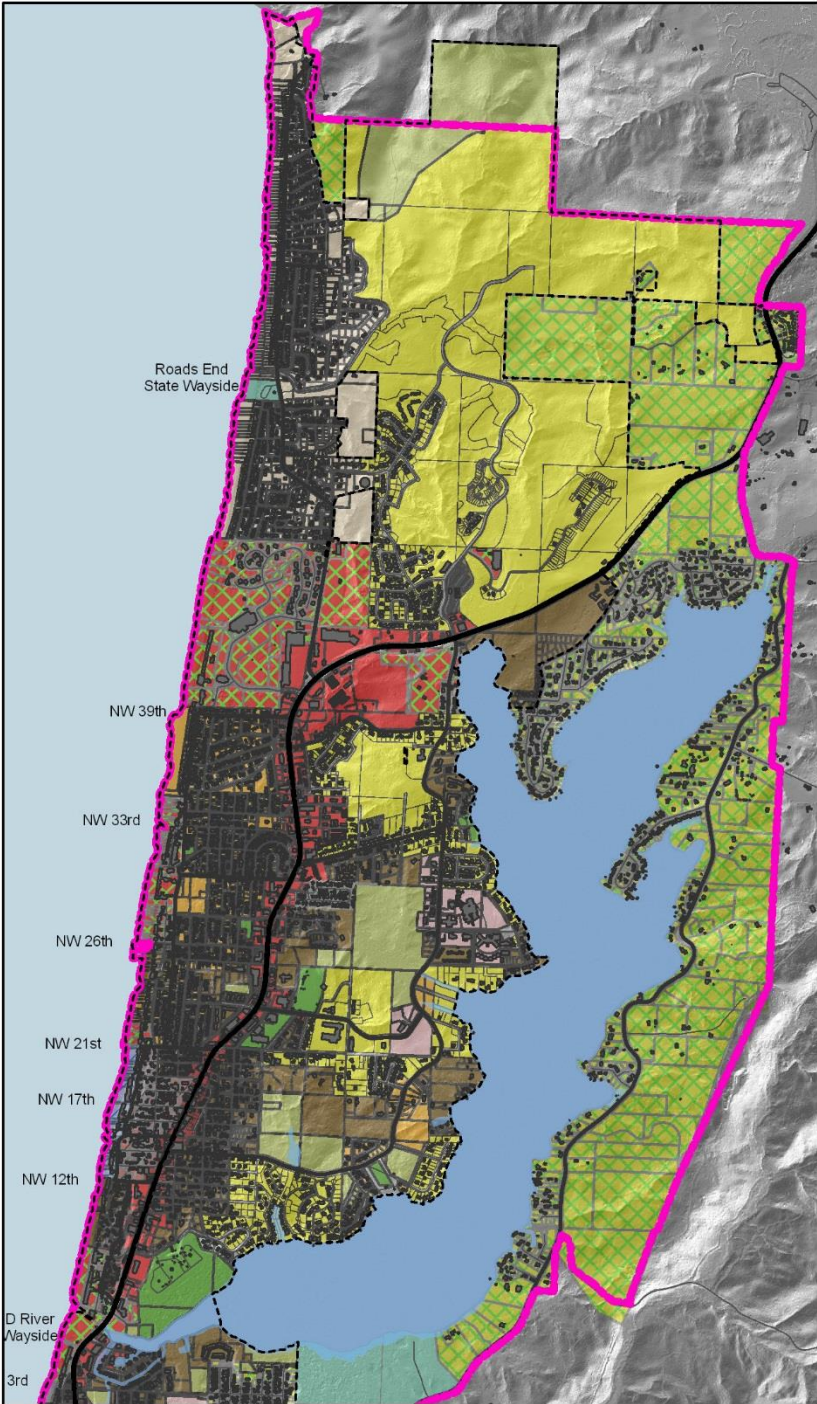 Roads End
State Wayside
NW 39th
NW 33rd
NW 26th
NW 21st
NW 17th
NW 12th
D River
Wayside
3rd